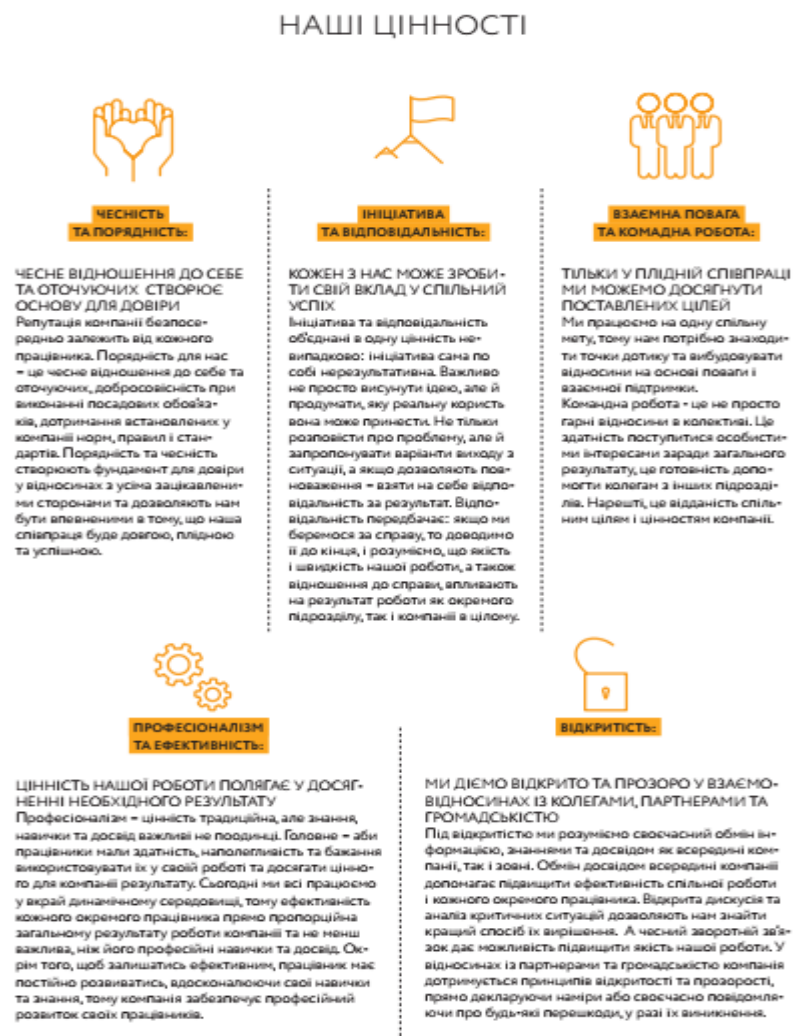 НАШІ ЦІННОСТІ
ЧЕСНІСТЬ
ТА ПОРЯДНІСТЬ:
ЧЕСНЕ ВІДНОШЕННЯ ДО СЕБЕ
ТА ОТОЧУЮЧИХ СТВОРЮЄ
ОСНОВУ ДЛЯ ДОВІРИ
Репутація компанії безпосе-
редньо залежить від кожного
працівника. Порядність для нас
– це чесне відношення до себе та
оточуючих, добросовісність при
виконанні посадових обов'яз-
ків, дотримання встановлених у
компанії норм, правил і стан-
дартів. Порядність та чесність
створюють фундамент для довіри
у відносинах з усіма зацікавлени-
ми сторонами та дозволяють нам
бути впевненими в тому, що наша
співпраця буде довгою, плідною
та успішною.
ІНІЦІАТИВА
ТА ВІДПОВІДАЛЬНІСТЬ:
КОЖЕН З НАС МОЖЕ ЗРОБИ-
ТИ СВІЙ ВКЛАД У СПІЛЬНИЙ
УСПІХ
Ініціатива та відповідальність
об'єднані в одну цінність не-
випадково: ініціатива сама по
собі нерезультативна. Важливо
не просто висунути ідею, але й
продумати, яку реальну користь
вона може принести. Не тільки
розповісти про проблему, але й
запропонувати варіанти виходу з
ситуації, а якщо дозволяють пов-
новаження – взяти на себе відпо-
відальність за результат. Відпо-
відальність передбачає: якщо ми
беремося за справу, то доводимо
її до кінця, і розуміємо, що якість
і швидкість нашої роботи, а також
відношення до справи, впливають
на результат роботи як окремого
підрозділу, так і компанії в цілому.
ВЗАЄМНА ПОВАГА
ТА КОМАДНА РОБОТА:
ТІЛЬКИ У ПЛІДНІЙ СПІВПРАЦІ
МИ МОЖЕМО ДОСЯГНУТИ
ПОСТАВЛЕНИХ ЦІЛЕЙ
Ми працюємо на одну спільну
мету, тому нам потрібно знаходи-
ти точки дотику та вибудовувати
відносини на основі поваги і
взаємної підтримки.
Командна робота - це не просто
гарні відносини в колективі. Це
здатність поступитися особисти-
ми інтересами заради загального
результату, це готовність допо-
могти колегам з інших підрозді-
лів. Нарешті, це відданість спіль-
ним цілям і цінностям компанії.
ПРОФЕСІОНАЛІЗМ
ТА ЕФЕКТИВНІСТЬ:
ЦІННІСТЬ НАШОЇ РОБОТИ ПОЛЯГАЄ У ДОСЯГ-
НЕННІ НЕОБХІДНОГО РЕЗУЛЬТАТУ
Професіоналізм – цінність традиційна, але знання,
навички та досвід важливі не поодинці. Головне – аби
працівники мали здатність, наполегливість та бажання
використовувати їх у своїй роботі та досягати цінно-
го для компанії результату. Сьогодні ми всі працюємо
у вкрай динамічному середовищі, тому ефективність
кожного окремого працівника прямо пропорційна
загальному результату роботи компанії та не менш
важлива, ніж його професійні навички та досвід. Ок-
рім того, щоб залишатись ефективним, працівник має
постійно розвиватись, вдосконалюючи свої навички
та знання, тому компанія забезпечує професійний
розвиток своїх працівників.
ВІДКРИТІСТЬ:
МИ ДІЄМО ВІДКРИТО ТА ПРОЗОРО У ВЗАЄМО-
ВІДНОСИНАХ ІЗ КОЛЕГАМИ, ПАРТНЕРАМИ ТА
ГРОМАДСЬКІСТЮ
Під відкритістю ми розуміємо своєчасний обмін ін-
формацією, знаннями та досвідом як всередині ком-
панії, так і зовні. Обмін досвідом всередині компанії
допомагає підвищити ефективність спільної роботи
і кожного окремого працівника. Відкрита дискусія та
аналіз критичних ситуацій дозволяють нам знайти
кращий спосіб їх вирішення. А чесний зворотній зв'я-
зок дає можливість підвищити якість нашої роботи. У
відносинах із партнерами та громадськістю компанія
дотримується принципів відкритості та прозорості,
прямо декларуючи наміри або своєчасно повідомля-
ючи про будь-які перешкоди, у разі їх виникнення.